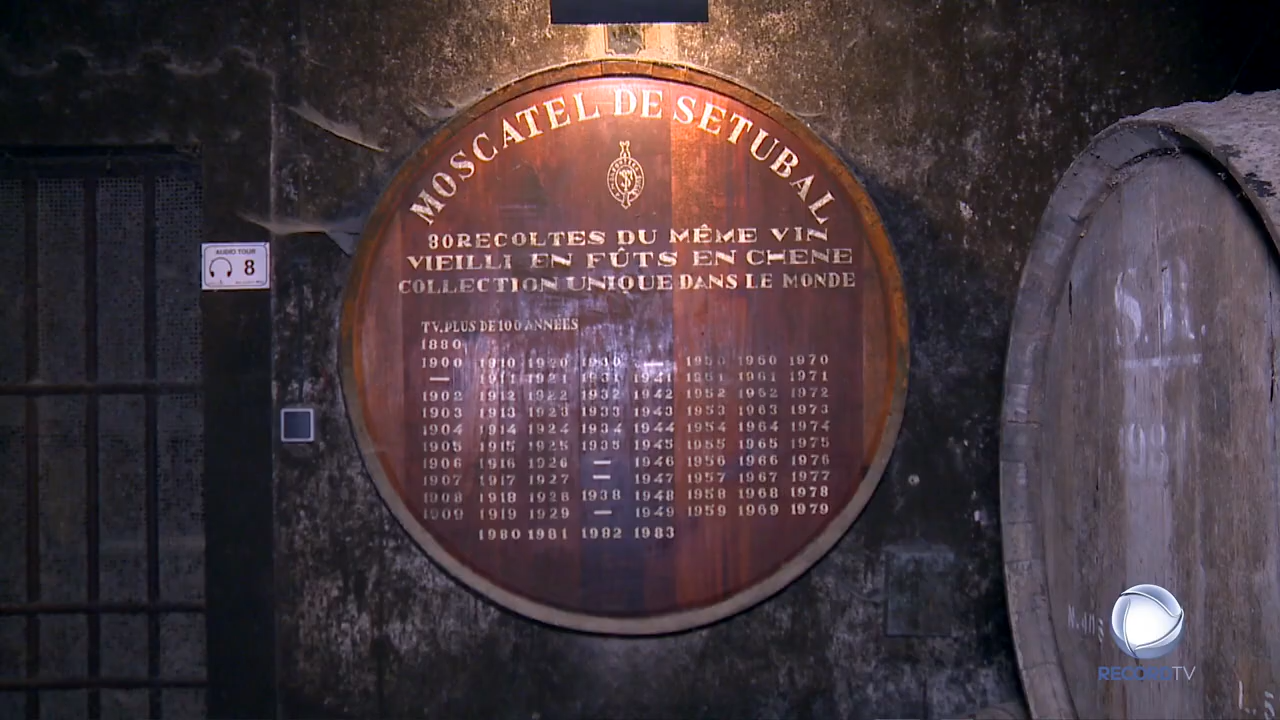 MOSCATEL DE SETUBAL
80 RECOLTES DU MÊME VIN
VIEILLI EN FÛTS EN CHENE
COLLECTION UNIQUE DANS LE MONDE
T.V. PLUS DE 100 ANNÉES
1880
1900 1910 1920 1930 — 1950 1960 1970
— 1911 1921 1931 1941 1951 1961 1971
1902 1912 1922 1932 1942 1952 1962 1972
1903 1913 1923 1933 1943 1953 1963 1973
1904 1914 1924 1934 1944 1954 1964 1974
1905 1915 1925 1935 1945 1955 1965 1975
1906 1916 1926 — 1946 1956 1966 1976
1907 1917 1927 — 1947 1957 1967 1977
1908 1918 1928 1938 1948 1958 1968 1978
1909 1919 1929 — 1949 1959 1969 1979
1980 1981 1982 1983
AUDIO TOUR
8
RECORD TV